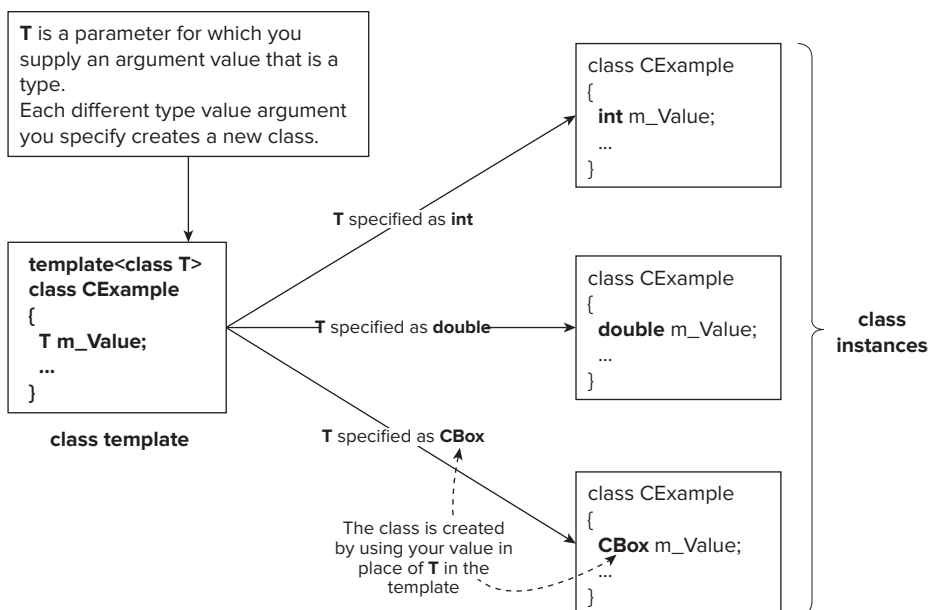 T is a parameter for which you
supply an argument value that is a
type.
Each different type value argument
you specify creates a new class.
template<class T>
class CExample
{
T m_Value;
...
}
class template
T specified as int
T specified as double
T specified as CBox
The class is created
by using your value in
place of T in the
template
class CExample
{
int m_Value;
...
}
class CExample
{
double m_Value;
...
}
class CExample
{
CBox m_Value;
...
}
class
instances